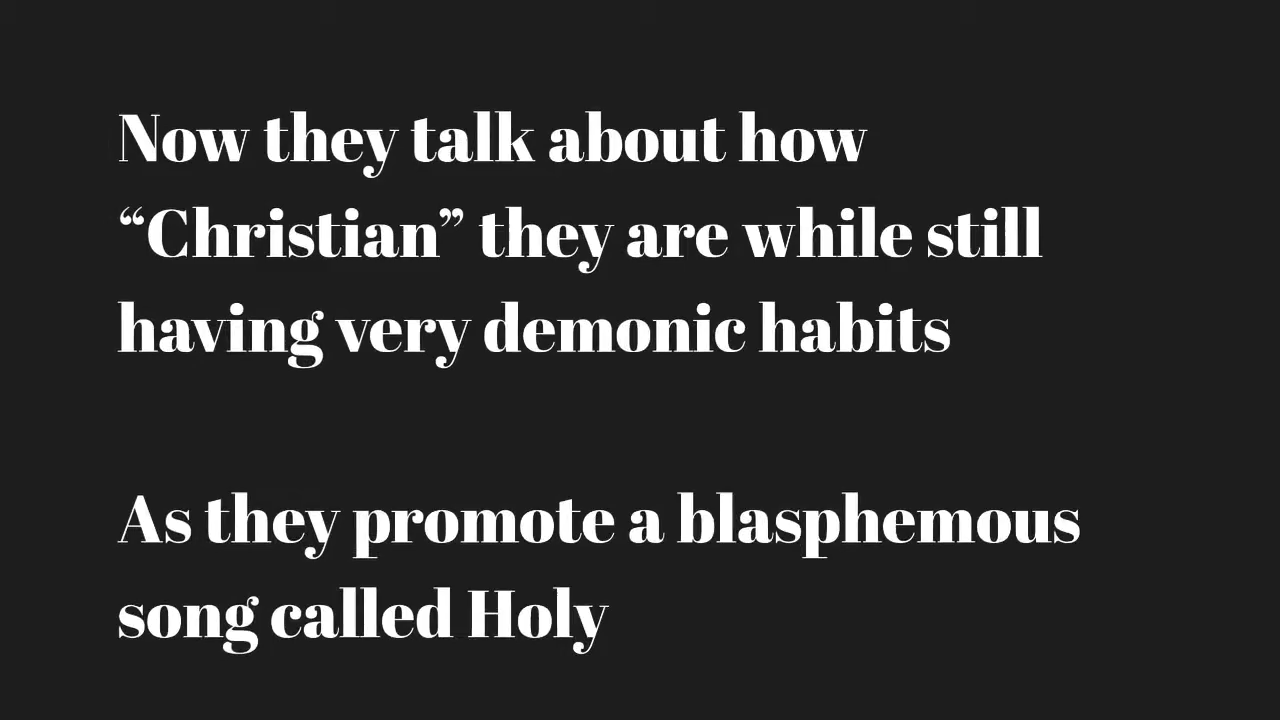 Now they talk about how
“Christian” they are while still
having very demonic habits
As they promote a blasphemous
song called Holy